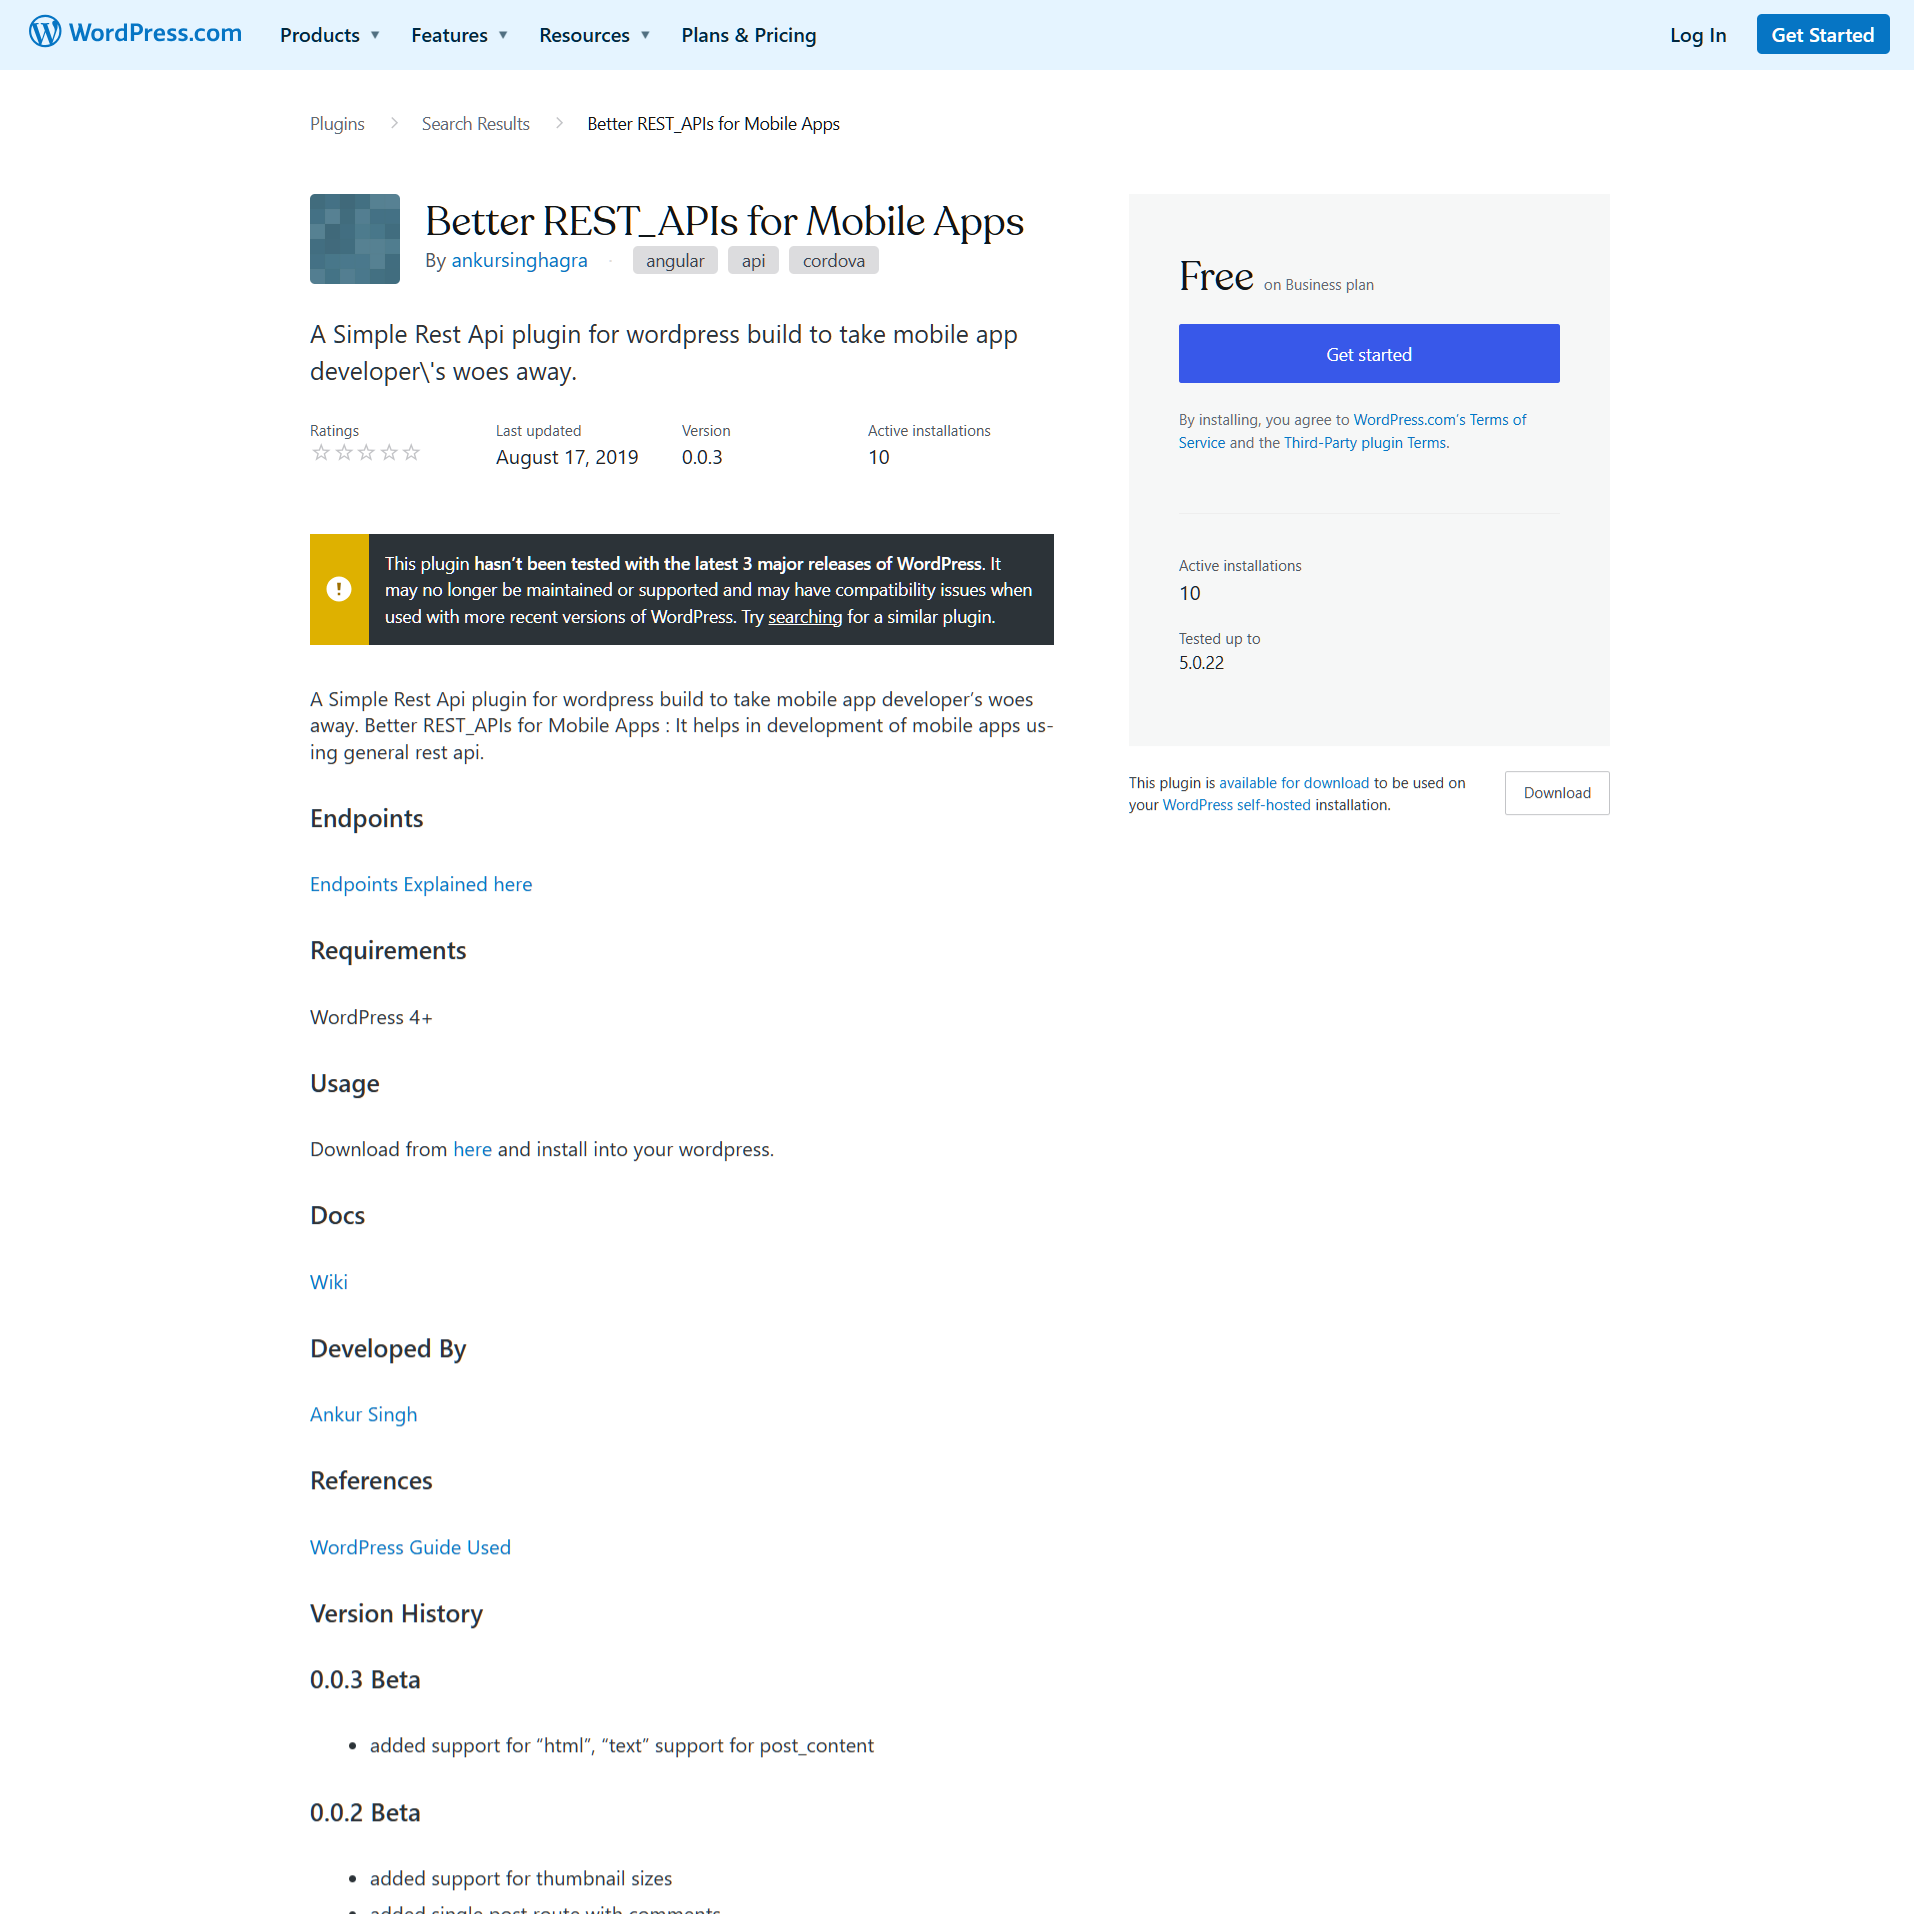 WordPress.com Products Features Resources Plans & Pricing Log In Get Started
Plugins Search Results Better REST_APIs for Mobile Apps
Better REST_APIs for Mobile Apps
By ankursinghagra · angular api cordova
A Simple Rest Api plugin for wordpress build to take mobile app
developer\'s woes away.
Ratings
Last updated
August 17, 2019
Version
0.0.3
Active installations
10
This plugin hasn’t been tested with the latest 3 major releases of WordPress. It
may no longer be maintained or supported and may have compatibility issues when
used with more recent versions of WordPress. Try searching for a similar plugin.
A Simple Rest Api plugin for wordpress build to take mobile app developer’s woes
away. Better REST_APIs for Mobile Apps : It helps in development of mobile apps us-
ing general rest api.
Endpoints
Endpoints Explained here
Requirements
WordPress 4+
Usage
Download from here and install into your wordpress.
Docs
Wiki
Developed By
Ankur Singh
References
WordPress Guide Used
Version History
0.0.3 Beta
• added support for “html”, “text” support for post_content
0.0.2 Beta
• added support for thumbnail sizes
• added single post route with comments
Free on Business plan
Get started
By installing, you agree to WordPress.com’s Terms of
Service and the Third-Party plugin Terms.
Active installations
10
Tested up to
5.0.22
This plugin is available for download to be used on
your WordPress self-hosted installation.
Download